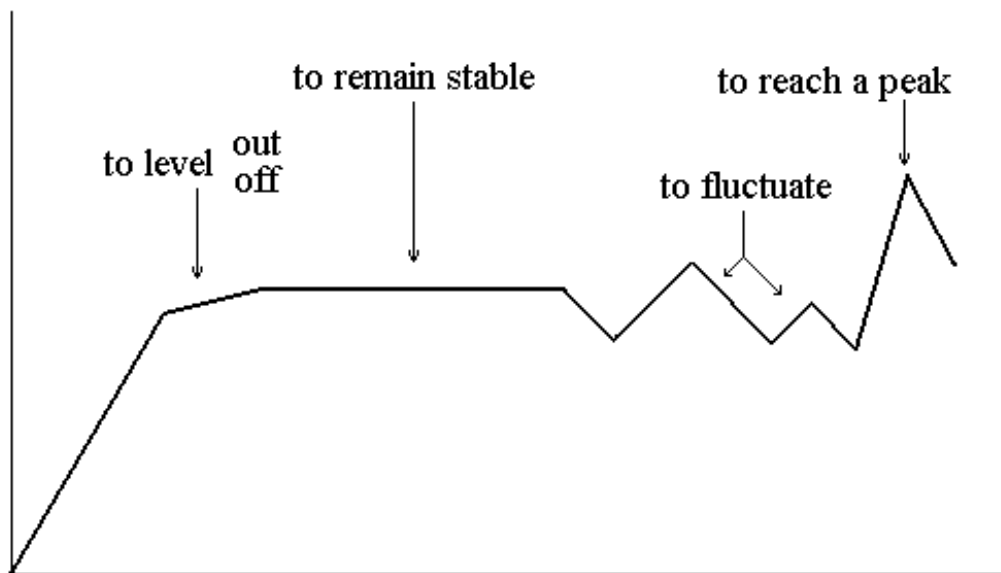 to remain stable
to reach a peak
to level out
off
to fluctuate